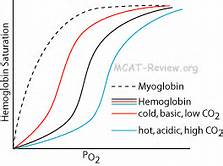 Hemoglobin Saturation
MCAT-Review.org
Myoglobin
Hemoglobin
cold, basic, low CO₂
hot, acidic, high CO₂
PO₂